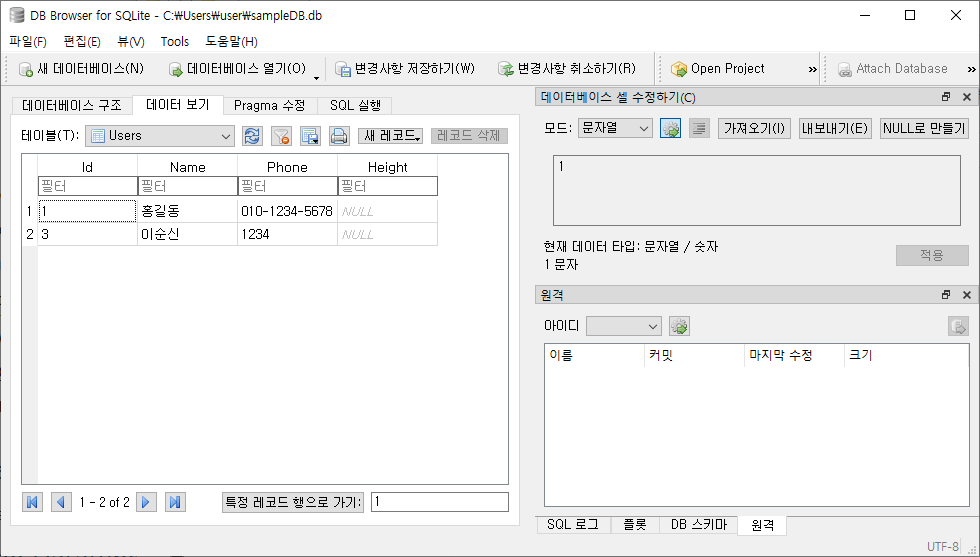 DB Browser for SQLite - C:₩Users₩user₩sampleDB.db
파일(F) 편집(E) 뷰(V) Tools 도움말(H)
새 데이터베이스(N) 데이터베이스 열기(O) 변경사항 저장하기(W) 변경사항 취소하기(R) Open Project » Attach Database »
데이터베이스 구조 데이터 보기 Pragma 수정 SQL 실행
테이블(T): Users 새 레코드 레코드 삭제
Id Name Phone Height
필터 필터 필터 필터
1 1 홍길동 010-1234-5678 NULL
2 3 이순신 1234 NULL
1 - 2 of 2 특정 레코드 행으로 가기: 1
데이터베이스 셀 수정하기(C)
모드: 문자열 가져오기(I) 내보내기(E) NULL로 만들기
1
현재 데이터 타입: 문자열 / 숫자
1 문자
적용
원격
아이디
이름 커밋 마지막 수정 크기
SQL 로그 플롯 DB 스키마 원격
UTF-8